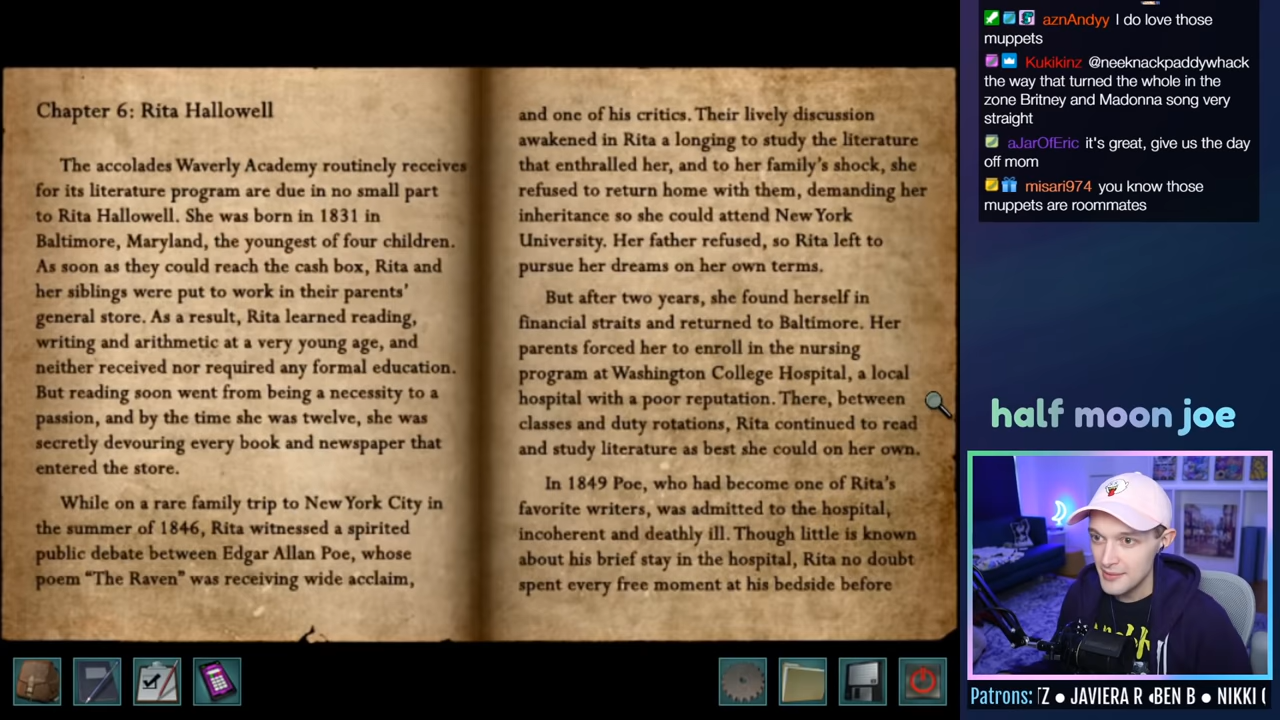 Chapter 6: Rita Hallowell
The accolades Waverly Academy routinely receives
for its literature program are due in no small part
to Rita Hallowell. She was born in 1831 in
Baltimore, Maryland, the youngest of four children.
As soon as they could reach the cash box, Rita and
her siblings were put to work in their parents'
general store. As a result, Rita learned reading,
writing and arithmetic at a very young age, and
neither received nor required any formal education.
But reading soon went from being a necessity to a
passion, and by the time she was twelve, she was
secretly devouring every book and newspaper that
entered the store.
While on a rare family trip to New York City in
the summer of 1846, Rita witnessed a spirited
public debate between Edgar Allan Poe, whose
poem “The Raven” was receiving wide acclaim,
and one of his critics. Their lively discussion
awakened in Rita a longing to study the literature
that enthralled her, and to her family's shock, she
refused to return home with them, demanding her
inheritance so she could attend New York
University. Her father refused, so Rita left to
pursue her dreams on her own terms.
But after two years, she found herself in
financial straits and returned to Baltimore. Her
parents forced her to enroll in the nursing
program at Washington College Hospital, a local
hospital with a poor reputation. There, between
classes and duty rotations, Rita continued to read
and study literature as best she could on her own.
In 1849 Poe, who had become one of Rita's
favorite writers, was admitted to the hospital,
incoherent and deathly ill. Though little is known
about his brief stay in the hospital, Rita no doubt
spent every free moment at his bedside before
aznAndyy I do love those
muppets
Kukikinz @neeknackpaddywhack
the way that turned the whole in the
zone Britney and Madonna song very
straight
aJarOfEric it's great, give us the day
off mom
misari974 you know those
muppets are roommates
half moon joe
Patrons: TZ ● JAVIERA R ● BEN B ● NIKKI